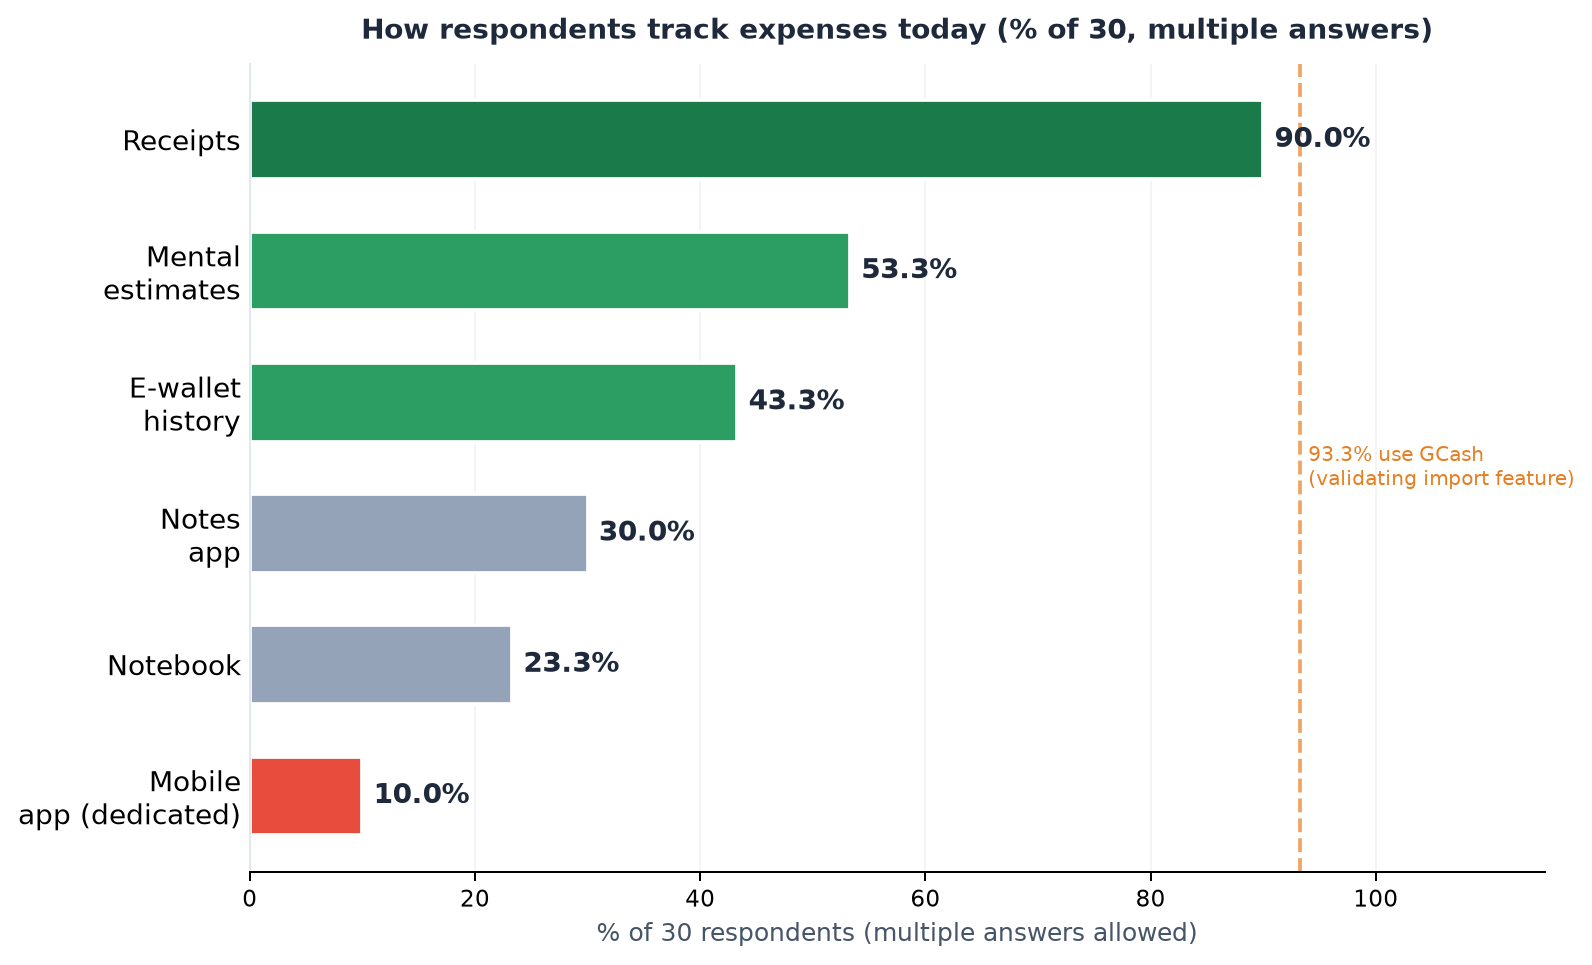 How respondents track expenses today (% of 30, multiple answers)
Receipts
90.0%
Mental
estimates
53.3%
E-wallet
history
43.3%
93.3% use GCash
(validating import feature)
Notes
app
30.0%
Notebook
23.3%
Mobile
app (dedicated)
10.0%
0 20 40 60 80 100
% of 30 respondents (multiple answers allowed)